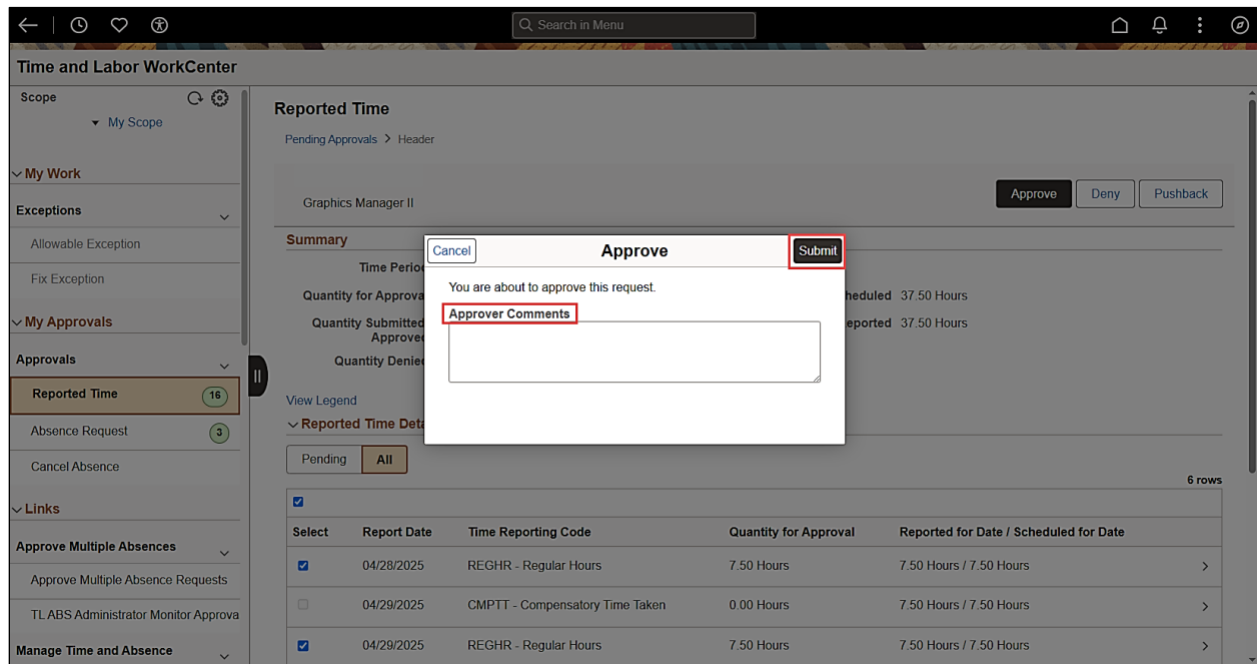 Search in Menu
Time and Labor WorkCenter
Scope
My Scope
My Work
Exceptions
Allowable Exception
Fix Exception
My Approvals
Approvals
Reported Time 16
Absence Request 3
Cancel Absence
Links
Approve Multiple Absences
Approve Multiple Absence Requests
TL ABS Administrator Monitor Approva
Manage Time and Absence
Reported Time
Pending Approvals > Header
Graphics Manager II
Approve Deny Pushback
Summary
Time Perio
Quantity for Approva
heduled 37.50 Hours
Quantity Submitted
Approve
eported 37.50 Hours
Quantity Denie
Cancel Approve Submit
You are about to approve this request.
Approver Comments
View Legend
Reported Time Deta
Pending All
6 rows
Select Report Date Time Reporting Code Quantity for Approval Reported for Date / Scheduled for Date
04/28/2025 REGHR - Regular Hours 7.50 Hours 7.50 Hours / 7.50 Hours
04/29/2025 CMPTT - Compensatory Time Taken 0.00 Hours 7.50 Hours / 7.50 Hours
04/29/2025 REGHR - Regular Hours 7.50 Hours 7.50 Hours / 7.50 Hours